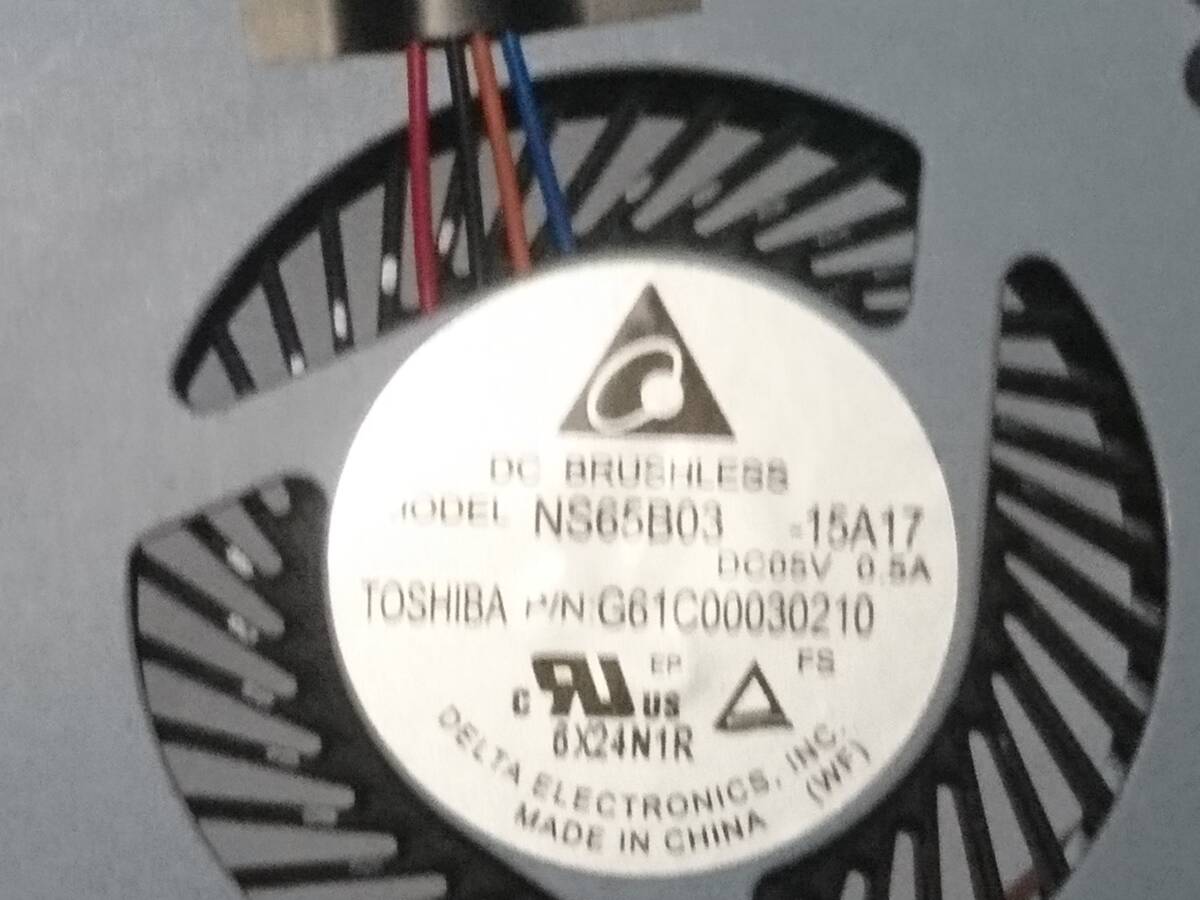 DC BRUSHLESS
MODEL NS65B03 -15A17
DC05V 0.5A
TOSHIBA P/N:G61C00030210
EP FS
C US
6X24N1R
DELTA ELECTRONICS, INC.
MADE IN CHINA (WF)